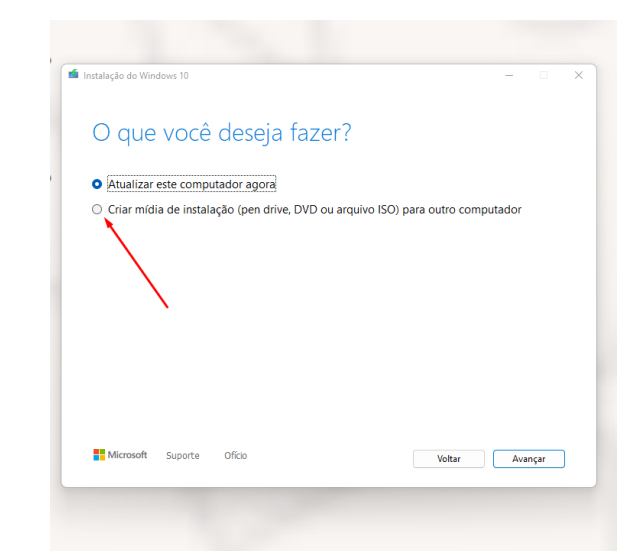 Instalação do Windows 10
O que você deseja fazer?
Atualizar este computador agora
Criar mídia de instalação (pen drive, DVD ou arquivo ISO) para outro computador
Microsoft Suporte Ofício Voltar Avançar